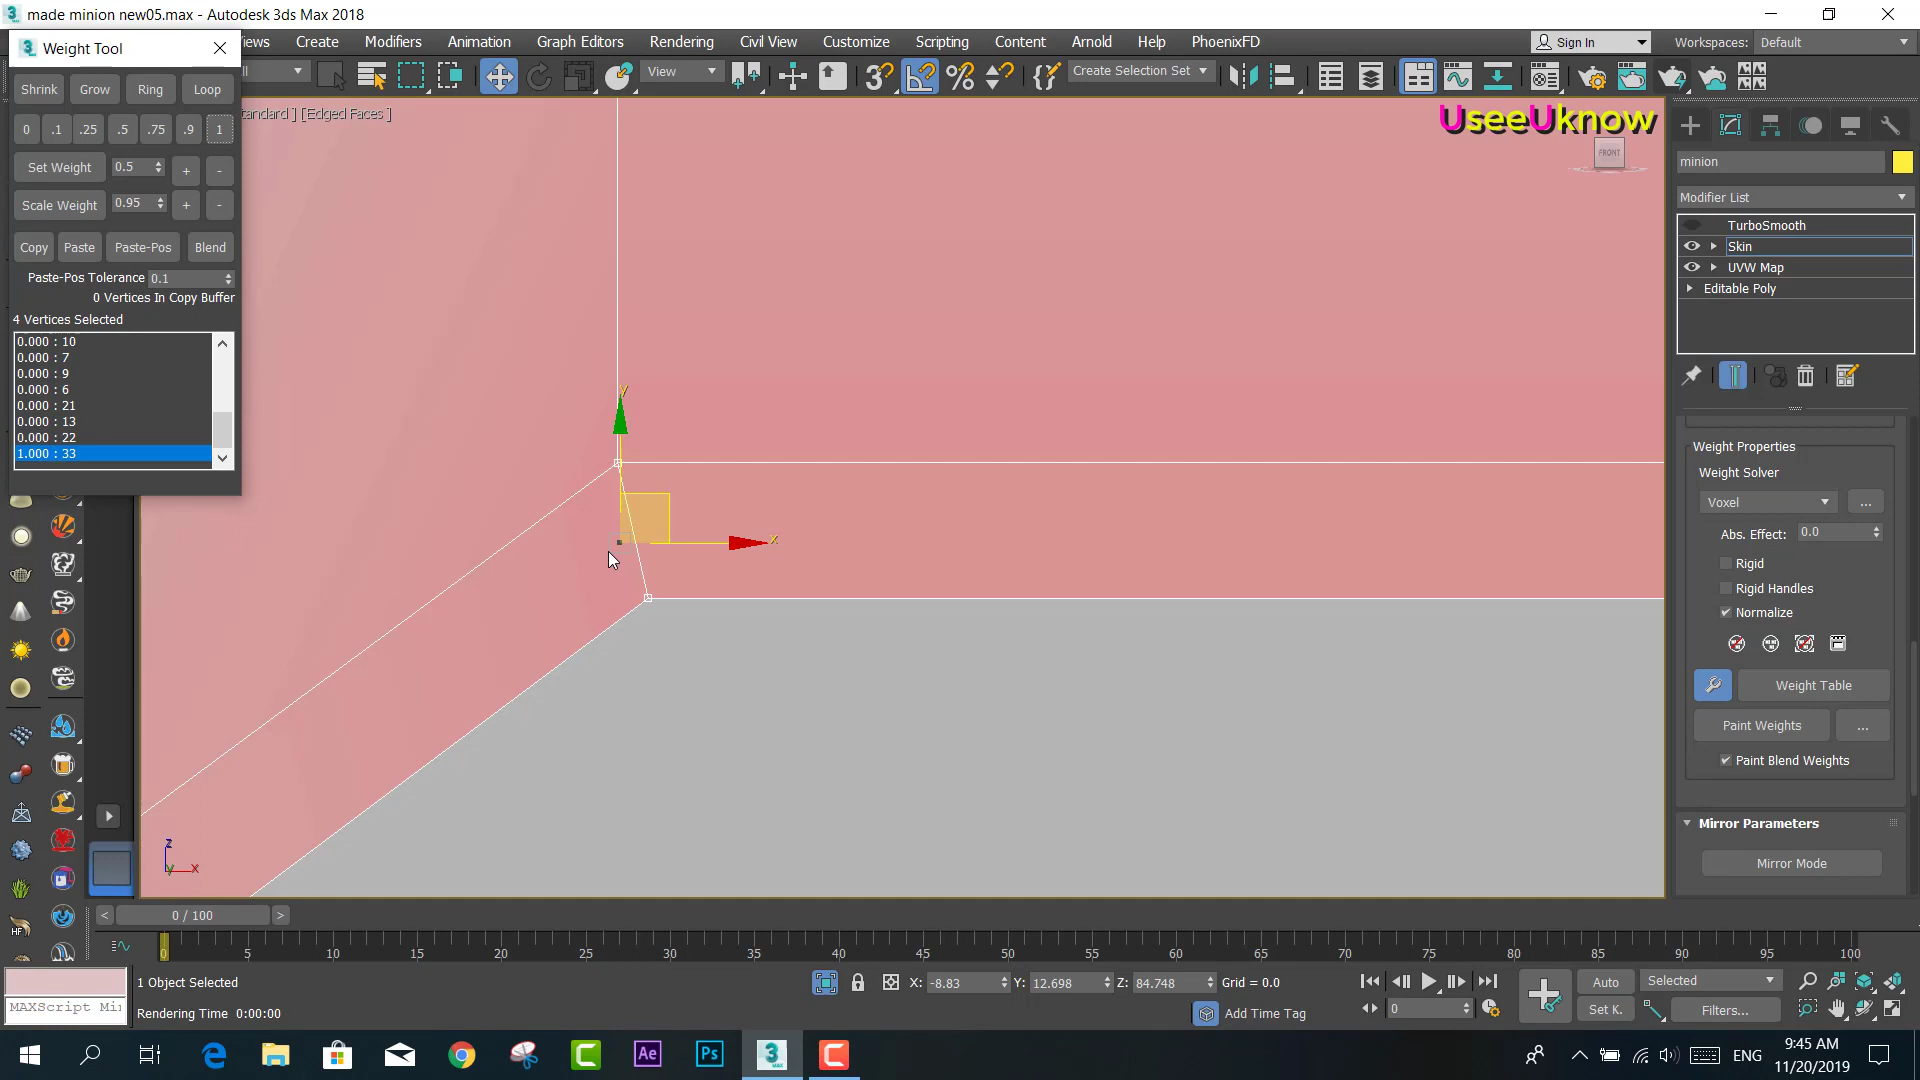 made minion new05.max - Autodesk 3ds Max 2018
Weight Tool
iews
Create
Modifiers
Animation
Graph Editors
Rendering
Civil View
Customize
Scripting
Content
Arnold
Help
PhoenixFD
Sign In
Workspaces: Default
Shrink
Grow
Ring
Loop
View
Create Selection Set
0
.1
.25
.5
.75
.9
1
tandard ] [Edged Faces ]
UseeUknow
FRONT
Set Weight
0.5
+
-
Scale Weight
0.95
+
-
Copy
Paste
Paste-Pos
Blend
Paste-Pos Tolerance 0.1
0 Vertices In Copy Buffer
4 Vertices Selected
0.000 : 10
0.000 : 7
0.000 : 9
0.000 : 6
0.000 : 21
0.000 : 13
0.000 : 22
1.000 : 33
y
x
z
y
x
minion
Modifier List
TurboSmooth
Skin
UVW Map
Editable Poly
Weight Properties
Weight Solver
Voxel
...
Abs. Effect: 0.0
Rigid
Rigid Handles
Normalize
Weight Table
Paint Weights
...
Paint Blend Weights
Mirror Parameters
Mirror Mode
HF
<
0 / 100
>
0 5 10 15 20 25 30 35 40 45 50 55 60 65 70 75 80 85 90 95 100
1 Object Selected
X: -8.83
Y: 12.698
Z: 84.748
Grid = 0.0
Auto
Selected
MAXScript Mi
Rendering Time 0:00:00
Add Time Tag
0
Set K.
Filters...
Ae
Ps
3
MAX
ENG
9:45 AM
11/20/2019